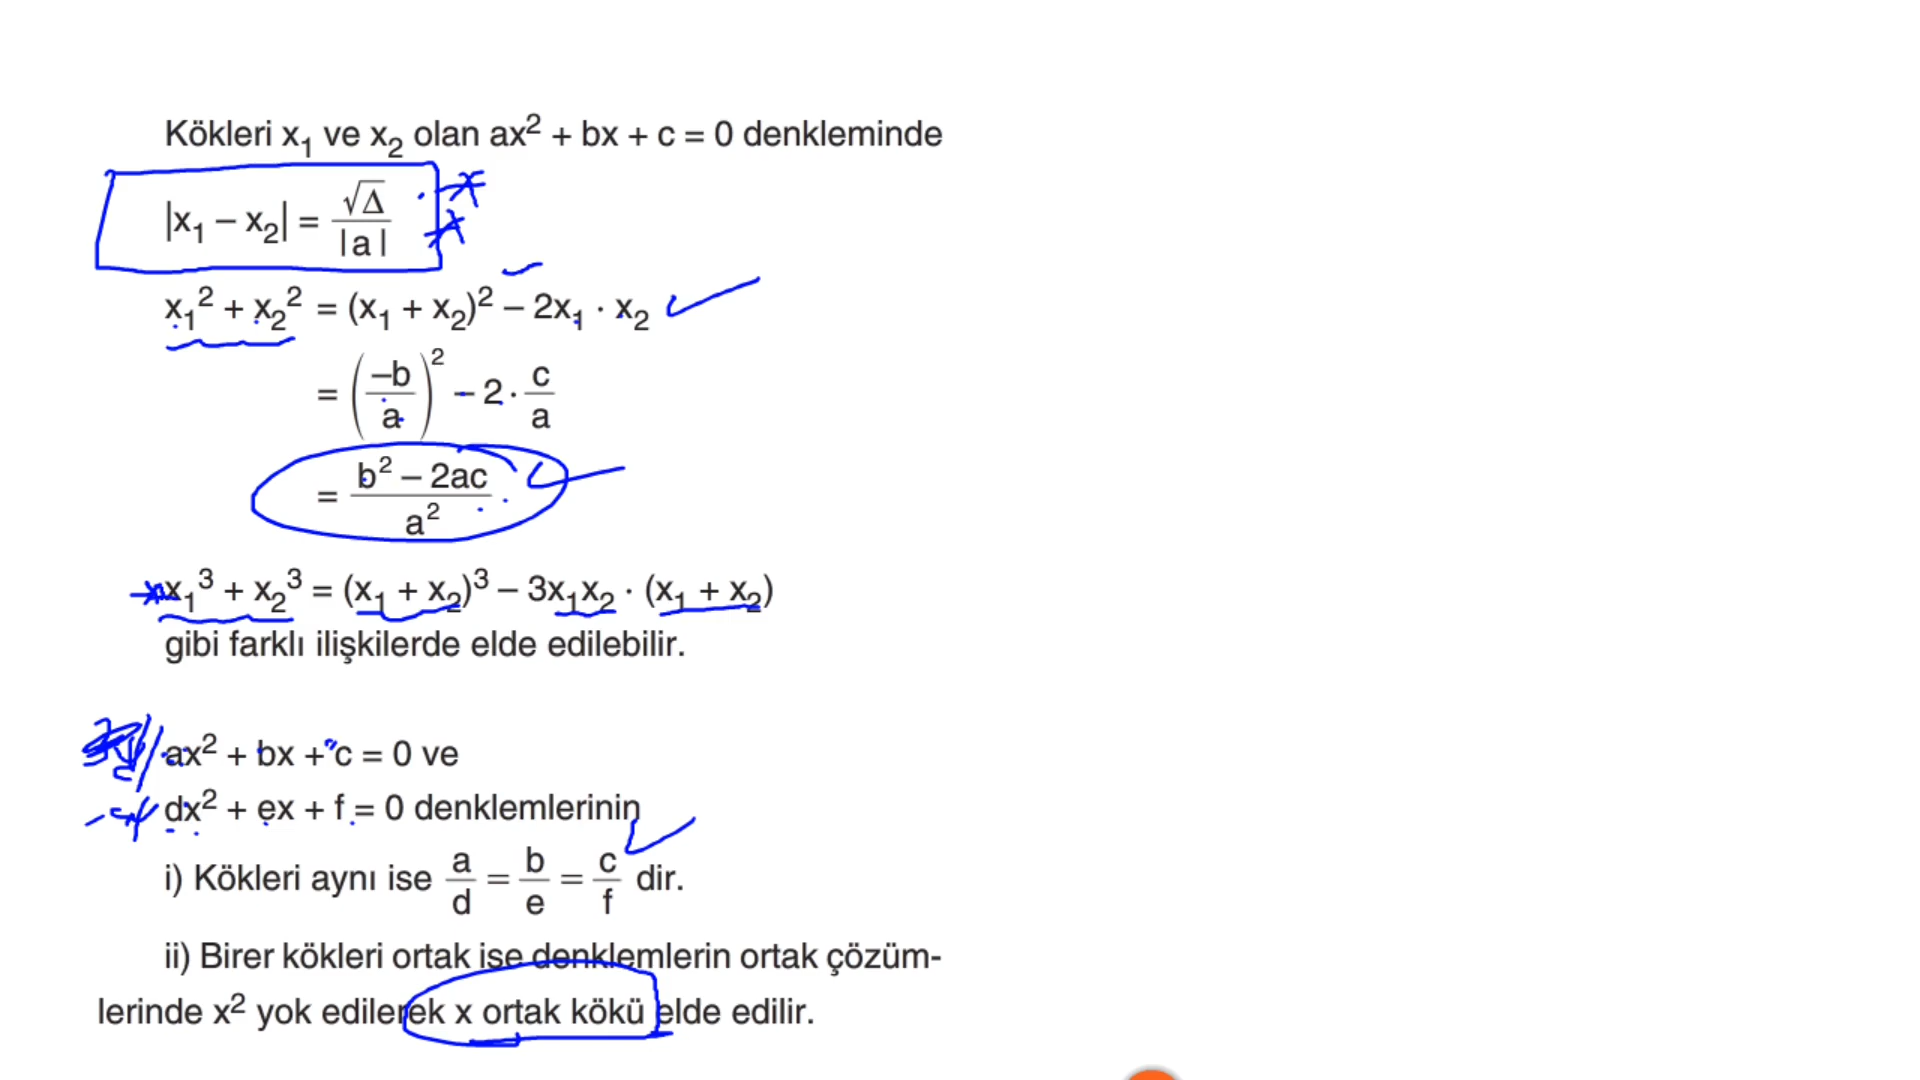 Kökleri x₁ ve x₂ olan ax² + bx + c = 0 denkleminde
|x₁ – x₂| = √Δ / |a|
x₁² + x₂² = (x₁ + x₂)² – 2x₁ · x₂
= (–b / a)² – 2 · c / a
= b² – 2ac / a²
x₁³ + x₂³ = (x₁ + x₂)³ – 3x₁x₂ · (x₁ + x₂)
gibi farklı ilişkilerde elde edilebilir.
ax² + bx + c = 0 ve
dx² + ex + f = 0 denklemlerinin
i) Kökleri aynı ise a / d = b / e = c / f dir.
ii) Birer kökleri ortak ise denklemlerin ortak çözüm-
lerinde x² yok edilerek x ortak kökü elde edilir.